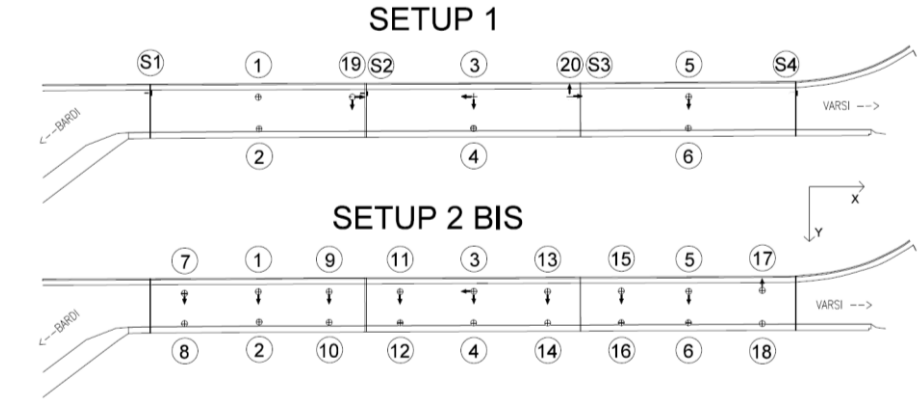 SETUP 1
S1 1 19 S2 3 20 S3 5 S4
<--BARDI
VARSI -->
2 4 6
X
Y
SETUP 2 BIS
7 1 9 11 3 13 15 5 17
<--BARDI
VARSI -->
8 2 10 12 4 14 16 6 18